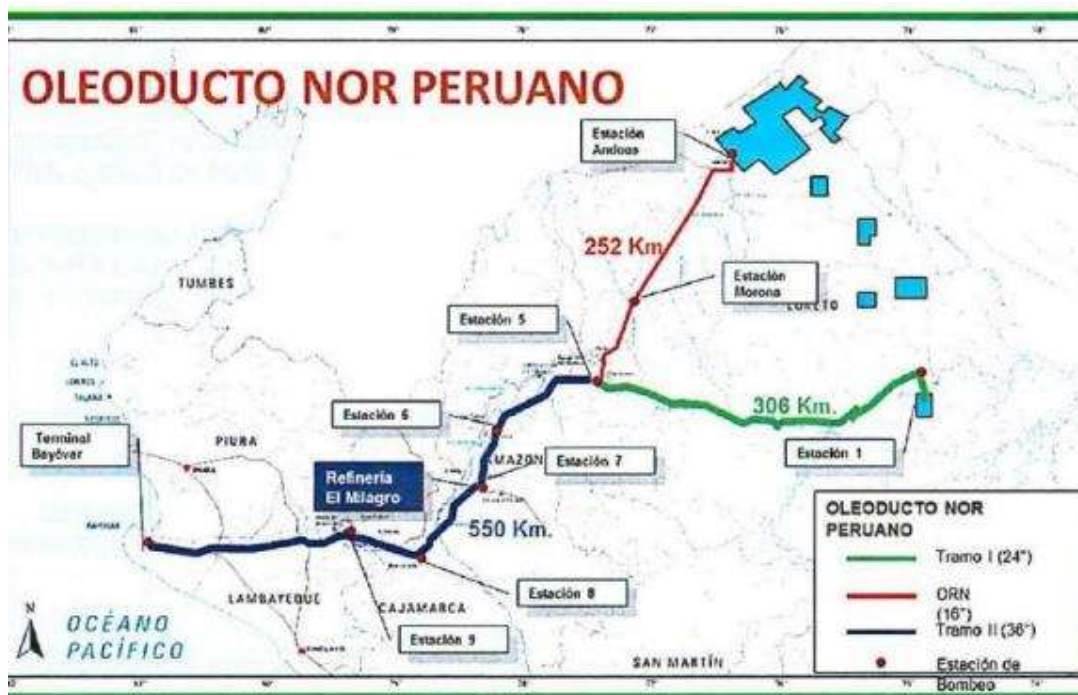 OLEODUCTO NOR PERUANO
Estación
Andoas
252 Km.
TUMBES
Estación
Morona
LORETO
Estación 5
306 Km.
Estación 6
PIURA
Terminal
Bayóvar
Estación 1
Estación 7
AMAZON
Refinería
El Milagro
550 Km.
OLEODUCTO NOR
PERUANO
Tramo I (24")
ORN
(16")
Tramo II (36")
Estación de
Bombeo
Estación 8
LAMBAYEQUE
CAJAMARCA
Estación 9
N
OCÉANO
PACÍFICO
SAN MARTÍN